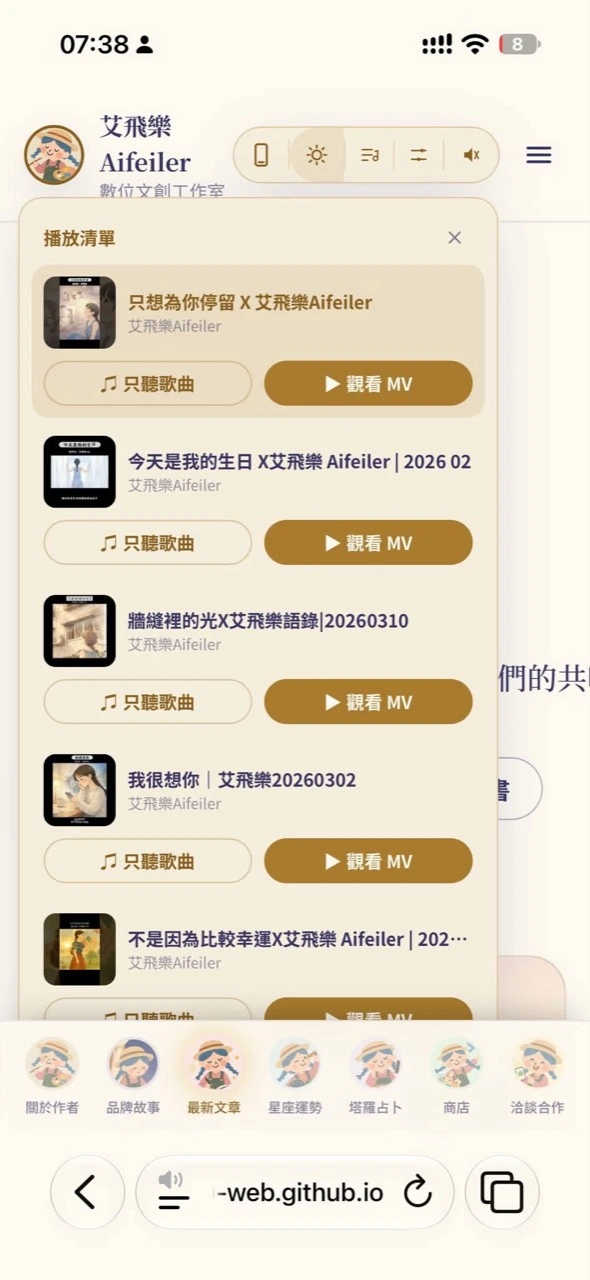 07:38
8
艾飛樂
Aifeiler
數位文創工作室
播放清單
只想為你停留 X 艾飛樂Aifeiler
艾飛樂Aifeiler
只聽歌曲
觀看 MV
今天是我的生日 X艾飛樂 Aifeiler | 2026 02
艾飛樂Aifeiler
只聽歌曲
觀看 MV
牆縫裡的光X艾飛樂語錄|20260310
艾飛樂Aifeiler
只聽歌曲
觀看 MV
們的共
我很想你｜艾飛樂20260302
艾飛樂Aifeiler
書
只聽歌曲
觀看 MV
不是因為比較幸運X艾飛樂 Aifeiler | 202…
艾飛樂Aifeiler
只聽歌曲
觀看 MV
關於作者
品牌故事
最新文章
星座運勢
塔羅占卜
商店
洽談合作
-web.github.io